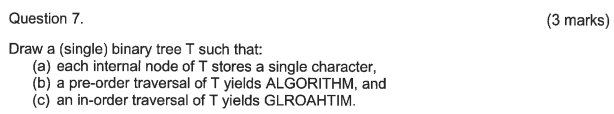 Question 7. (3 marks)
Draw a (single) binary tree T such that:
(a) each internal node of T stores a single character,
(b) a pre-order traversal of T yields ALGORITHM, and
(c) an in-order traversal of T yields GLROAHTIM.